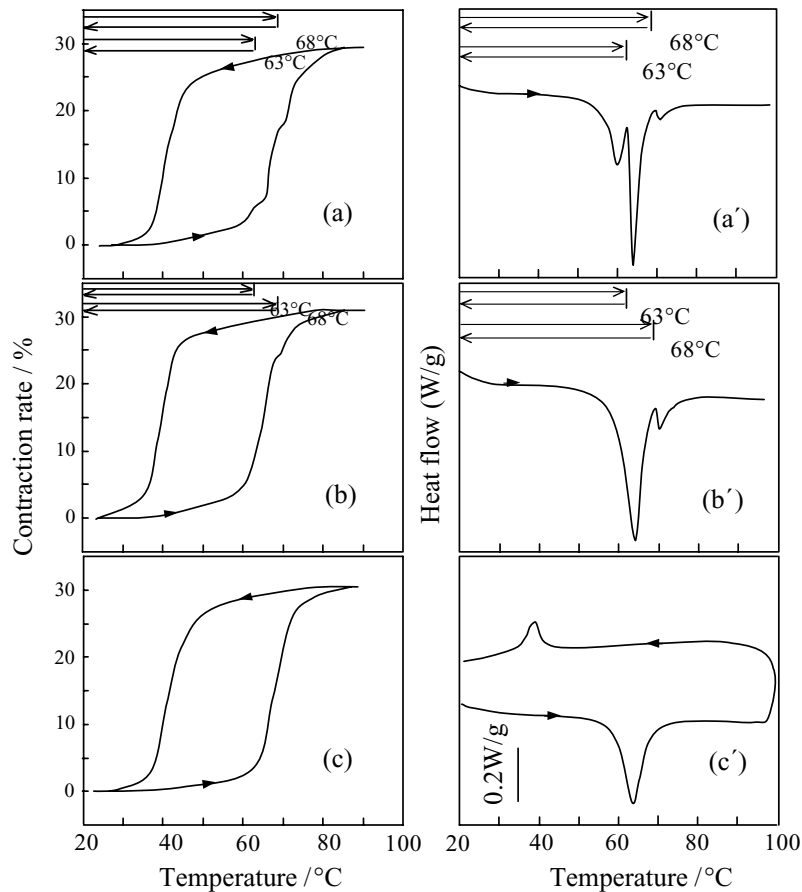 68°C
63°C
30
20
10
0
(a)
68°C
63°C
(a´)
63°C
68°C
30
20
10
0
(b)
63°C
68°C
(b´)
Contraction rate / %
Heat flow (W/g)
30
20
10
0
(c)
0.2W/g
(c´)
20 40 60 80 100
20 40 60 80 100
Temperature /°C
Temperature /°C